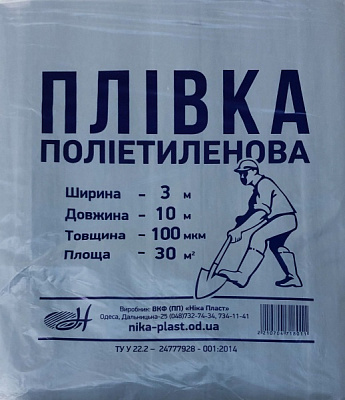 ПЛІВКА
ПОЛІЕТИЛЕНОВА
Ширина - 3 м
Довжина - 10 м
Товщина - 100 мкм
Площа - 30 м²
Виробник: ВКФ (ПП) «Ніка Пласт»
Одеса, Дальницька-25 (048)732-74-34, 734-11-41
nika-plast.od.ua
ТУ У 22.2 – 24777928 - 001:2014